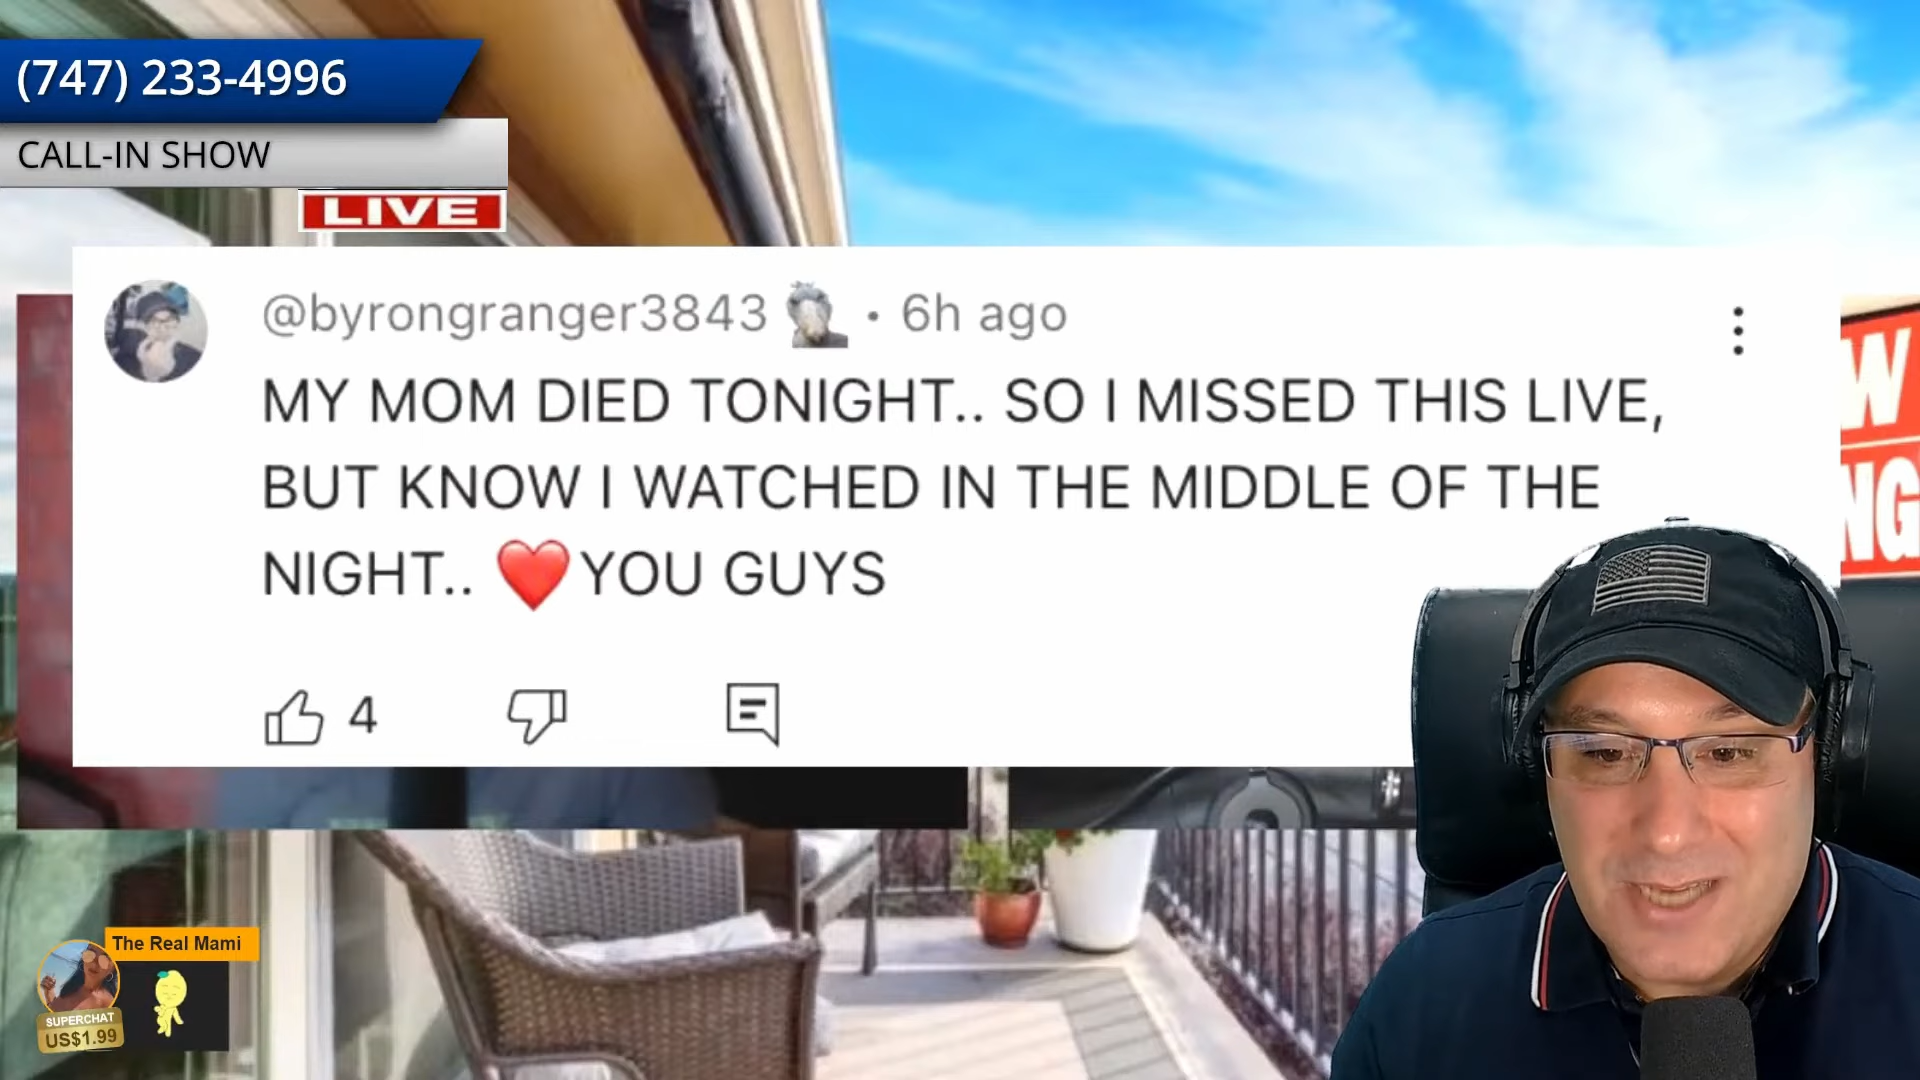 (747) 233-4996
CALL-IN SHOW
LIVE
@byrongranger3843 • 6h ago
MY MOM DIED TONIGHT.. SO I MISSED THIS LIVE,
BUT KNOW I WATCHED IN THE MIDDLE OF THE
NIGHT.. ❤️YOU GUYS
4
W
NG
The Real Mami
SUPERCHAT
US$1.99